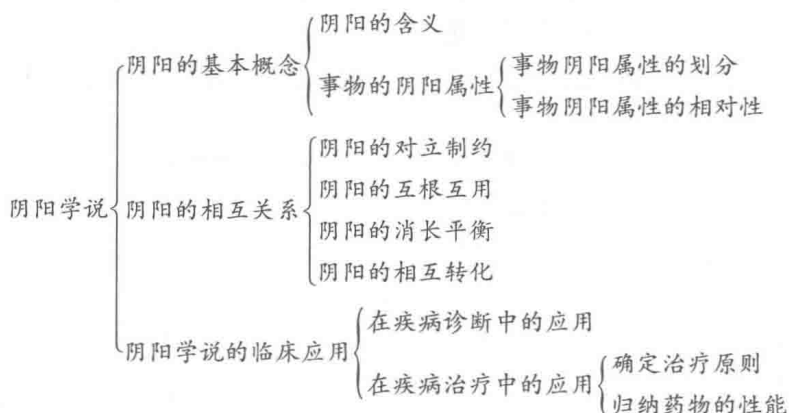 阴阳学说
阴阳的基本概念
阴阳的含义
事物的阴阳属性
事物阴阳属性的划分
事物阴阳属性的相对性
阴阳的相互关系
阴阳的对立制约
阴阳的互根互用
阴阳的消长平衡
阴阳的相互转化
阴阳学说的临床应用
在疾病诊断中的应用
在疾病治疗中的应用
确定治疗原则
归纳药物的性能